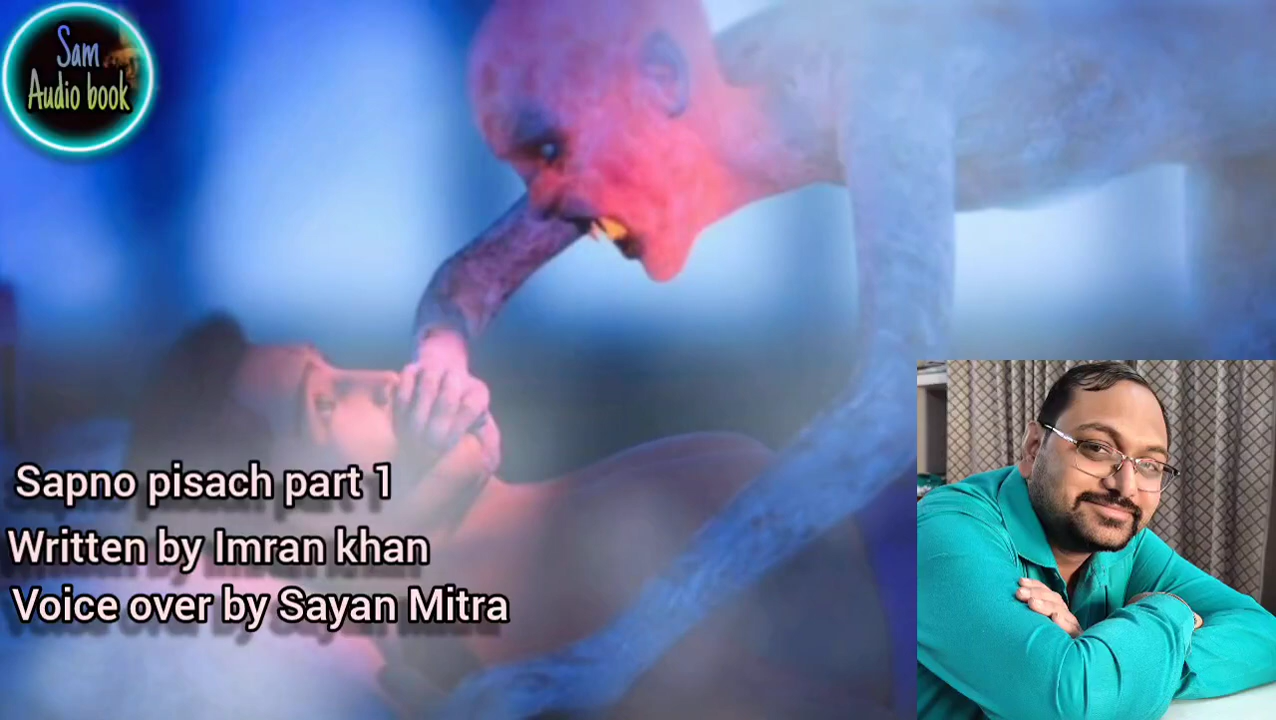 Sam
Audio book
Sapno pisach part 1
Written by Imran khan
Voice over by Sayan Mitra